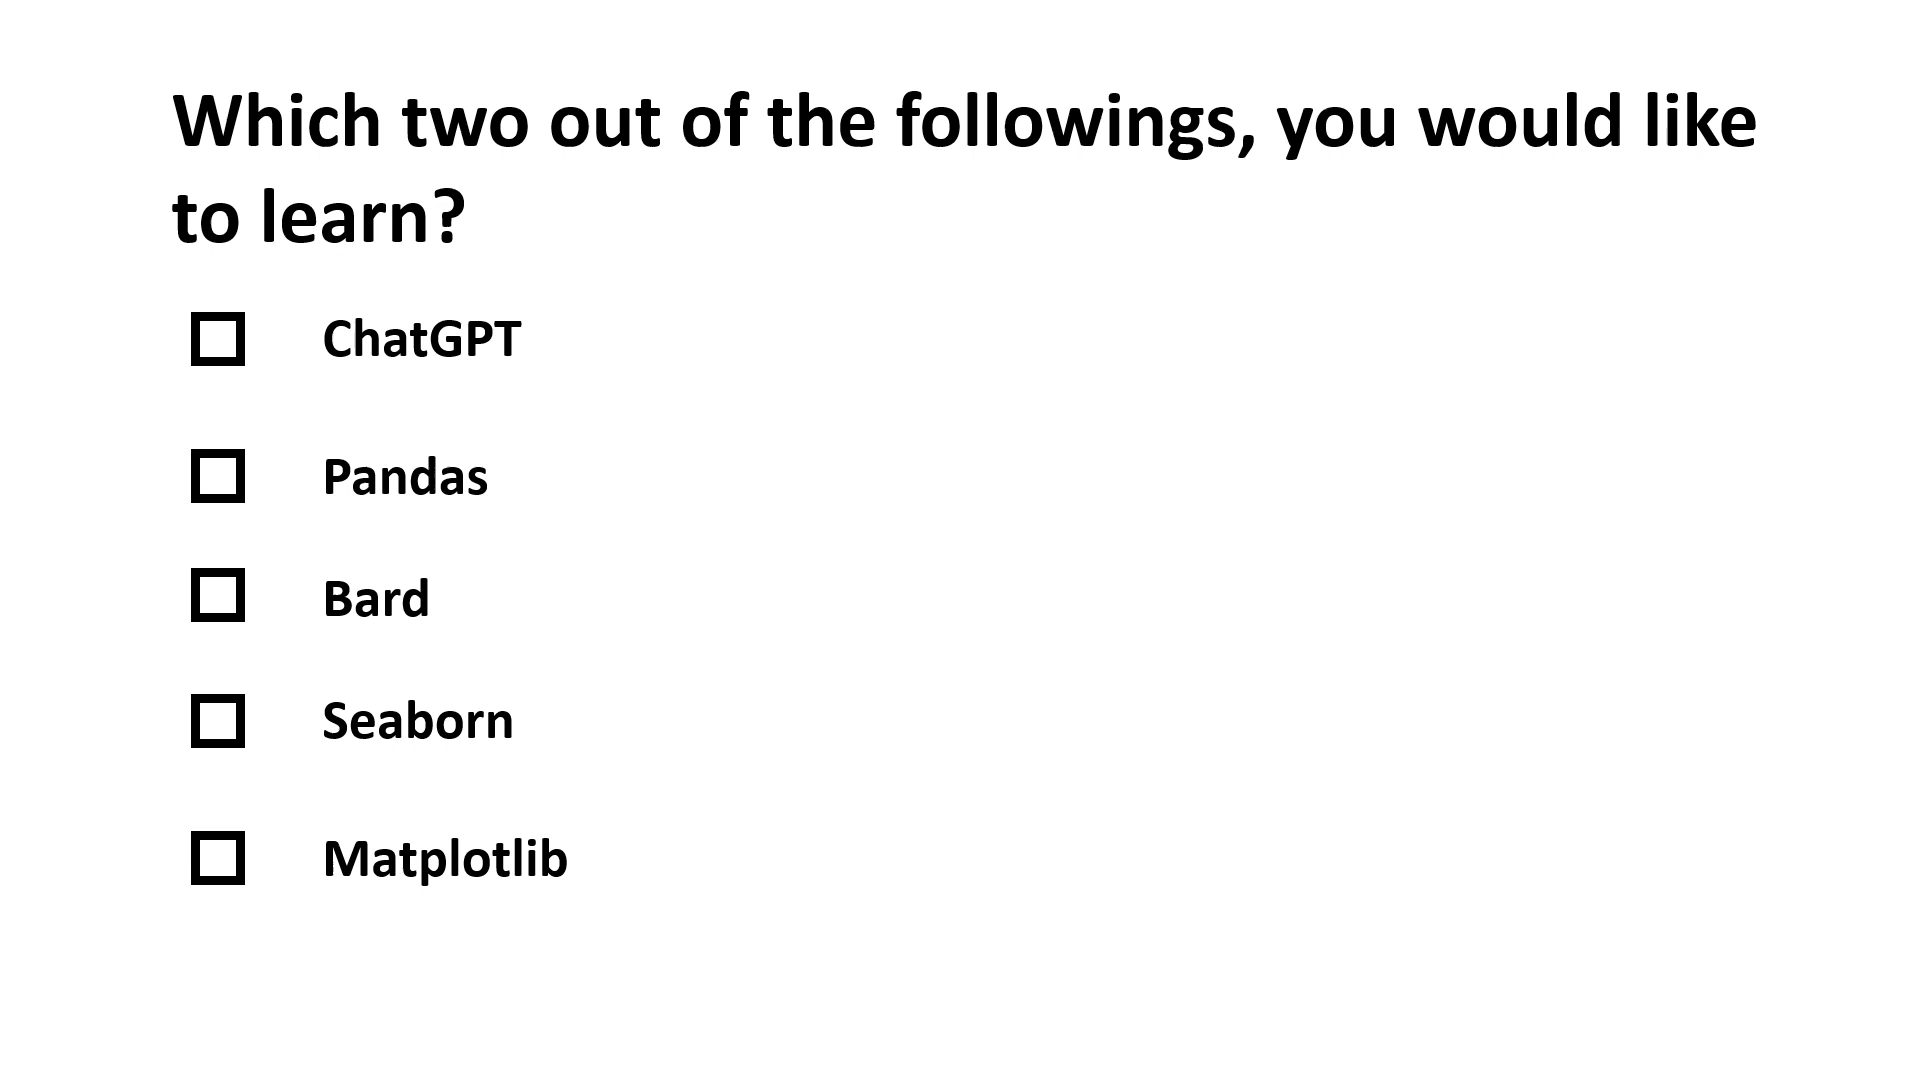 Which two out of the followings, you would like
to learn?
ChatGPT
Pandas
Bard
Seaborn
Matplotlib